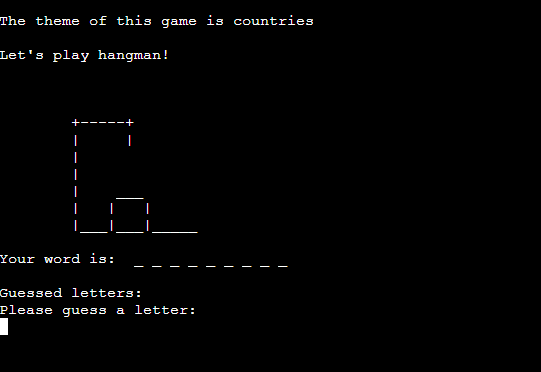 The theme of this game is countries
Let's play hangman!
+-----+
|     |
|
|
|    ___
|   |   |
|___|___|_____
Your word is:  _ _ _ _ _ _ _ _ _
Guessed letters:
Please guess a letter: